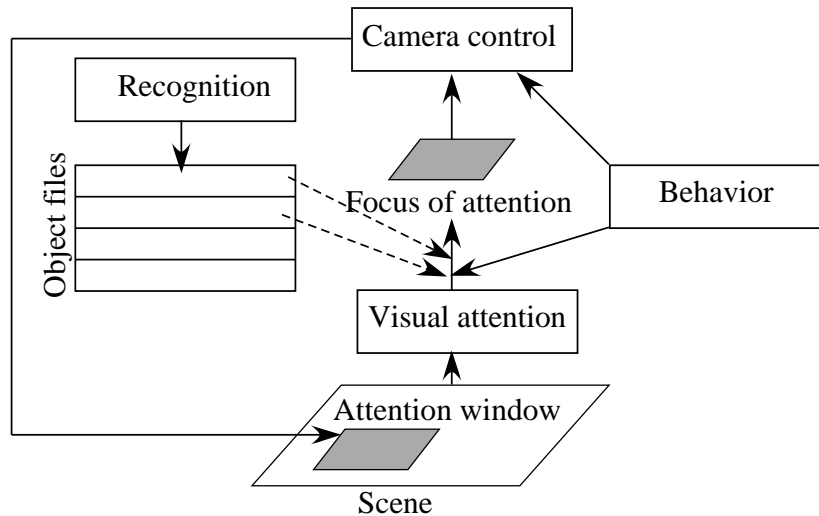 Camera control
Recognition
Object files
Focus of attention
Behavior
Visual attention
Attention window
Scene